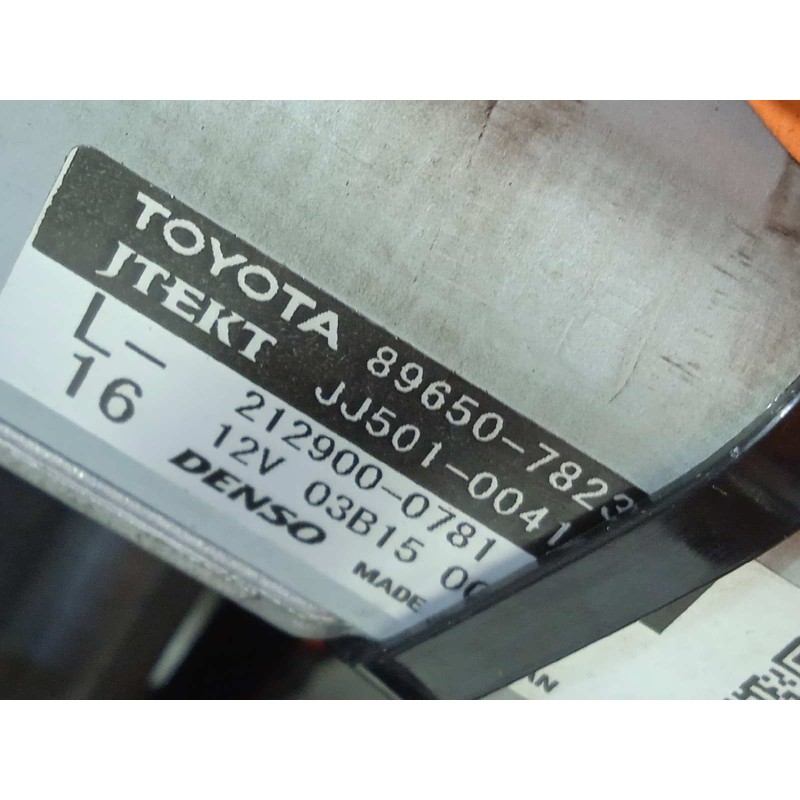 TOYOTA 89650-782
JTEKT JJ501-0041
L-
16
212900-0781
12V 03B15
DENSO MADE